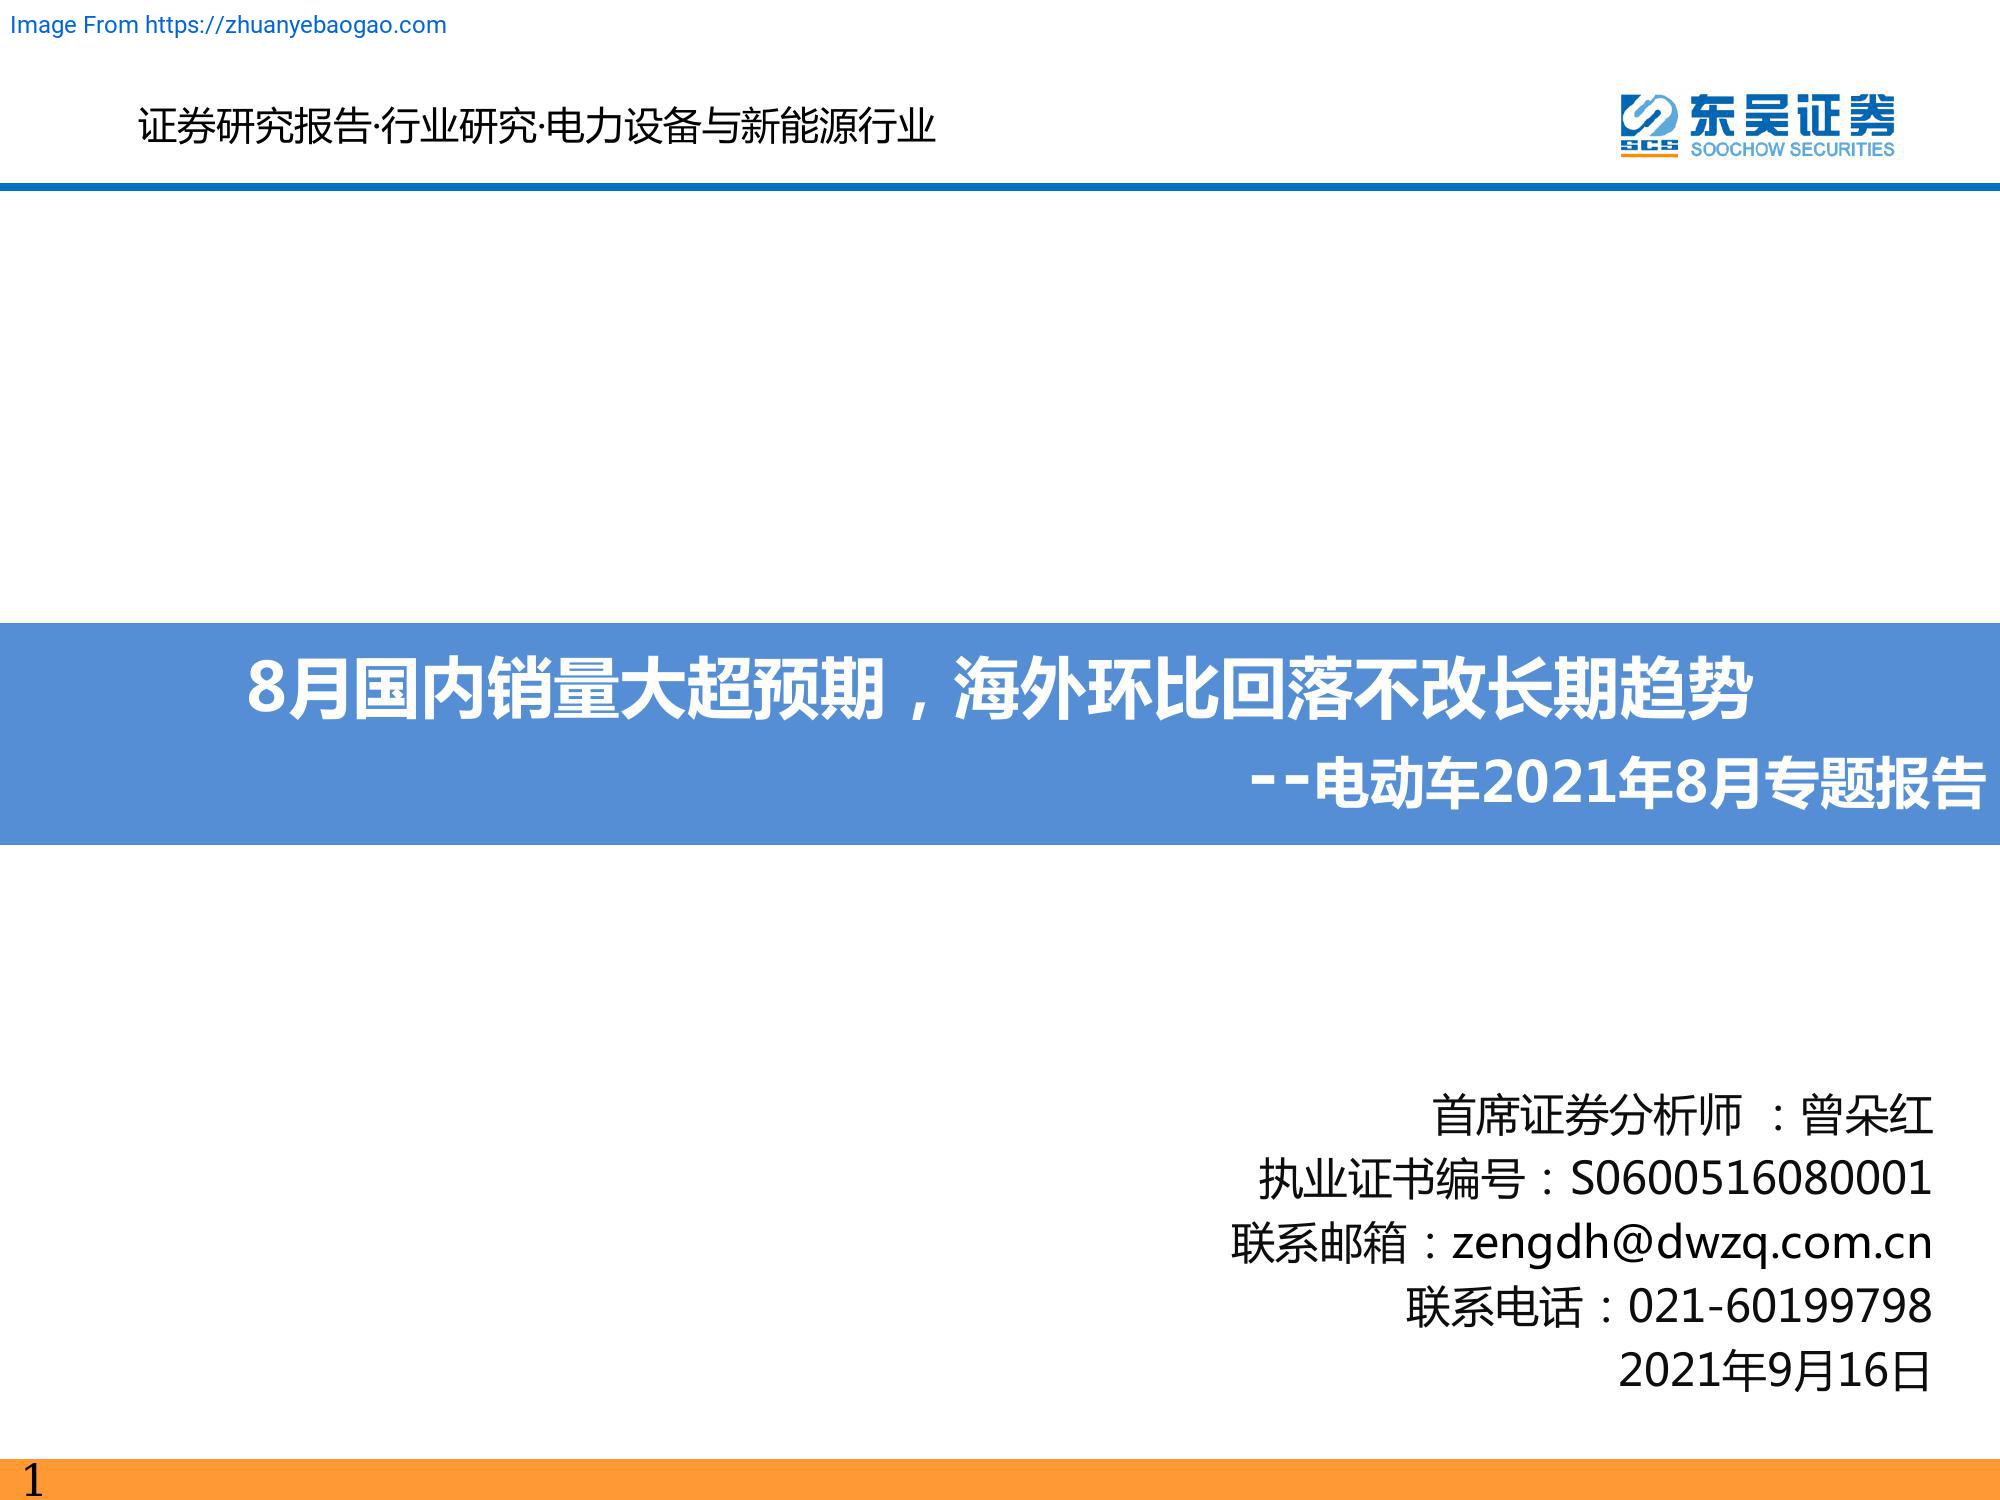 Image From https://zhuanyebaogao.com
证券研究报告·行业研究·电力设备与新能源行业
东吴证券
SCS
SOOCHOW SECURITIES
8月国内销量大超预期，海外环比回落不改长期趋势
--电动车2021年8月专题报告
首席证券分析师 ：曾朵红
执业证书编号：S0600516080001
联系邮箱：zengdh@dwzq.com.cn
联系电话：021-60199798
2021年9月16日
1